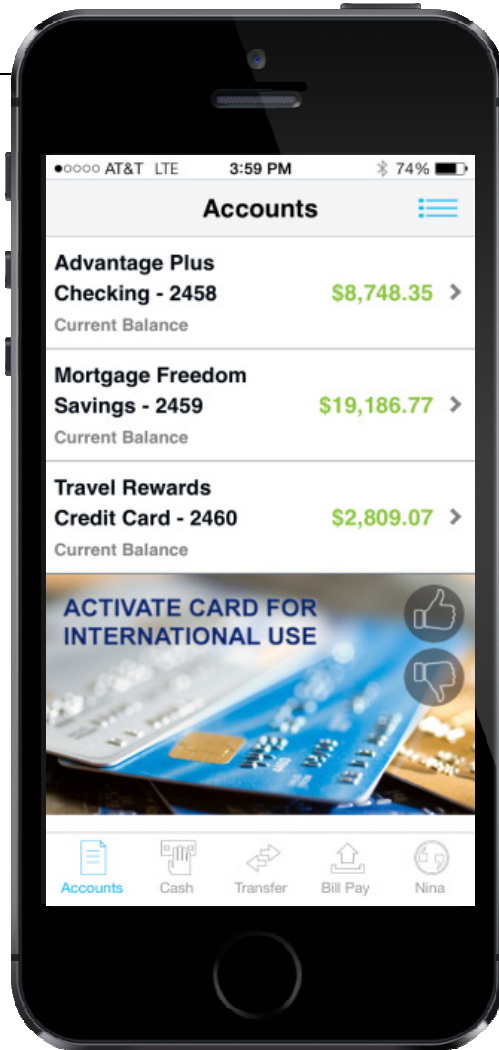 AT&T LTE 3:59 PM 74%
Accounts
Advantage Plus
Checking - 2458 $8,748.35
Current Balance
Mortgage Freedom
Savings - 2459 $19,186.77
Current Balance
Travel Rewards
Credit Card - 2460 $2,809.07
Current Balance
ACTIVATE CARD FOR
INTERNATIONAL USE
Accounts Cash Transfer Bill Pay Nina